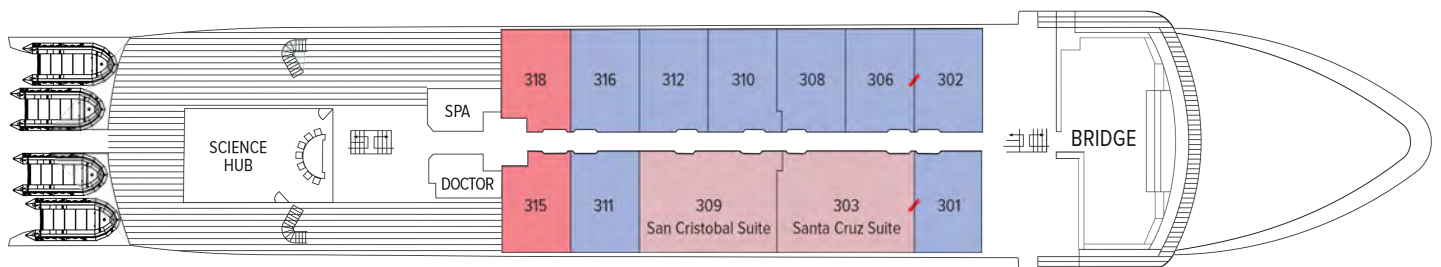 318
316
312
310
308
306
302
SPA
SCIENCE
HUB
BRIDGE
DOCTOR
315
311
309
San Cristobal Suite
303
Santa Cruz Suite
301